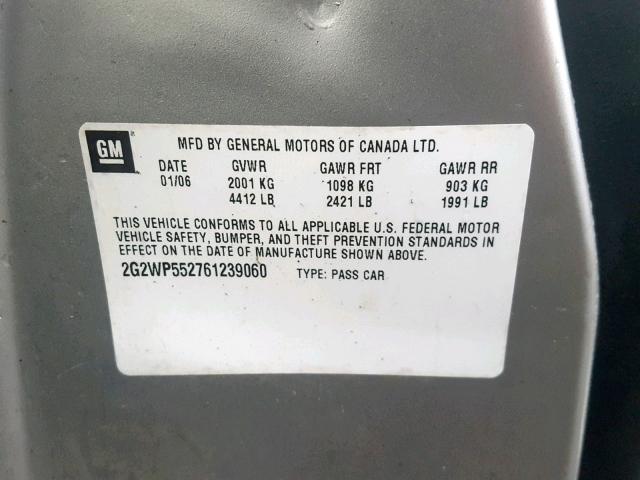 GM
MFD BY GENERAL MOTORS OF CANADA LTD.
DATE GVWR GAWR FRT GAWR RR
01/06 2001 KG 1098 KG 903 KG
4412 LB 2421 LB 1991 LB
THIS VEHICLE CONFORMS TO ALL APPLICABLE U.S. FEDERAL MOTOR
VEHICLE SAFETY, BUMPER, AND THEFT PREVENTION STANDARDS IN
EFFECT ON THE DATE OF MANUFACTURE SHOWN ABOVE.
2G2WP552761239060 TYPE: PASS CAR